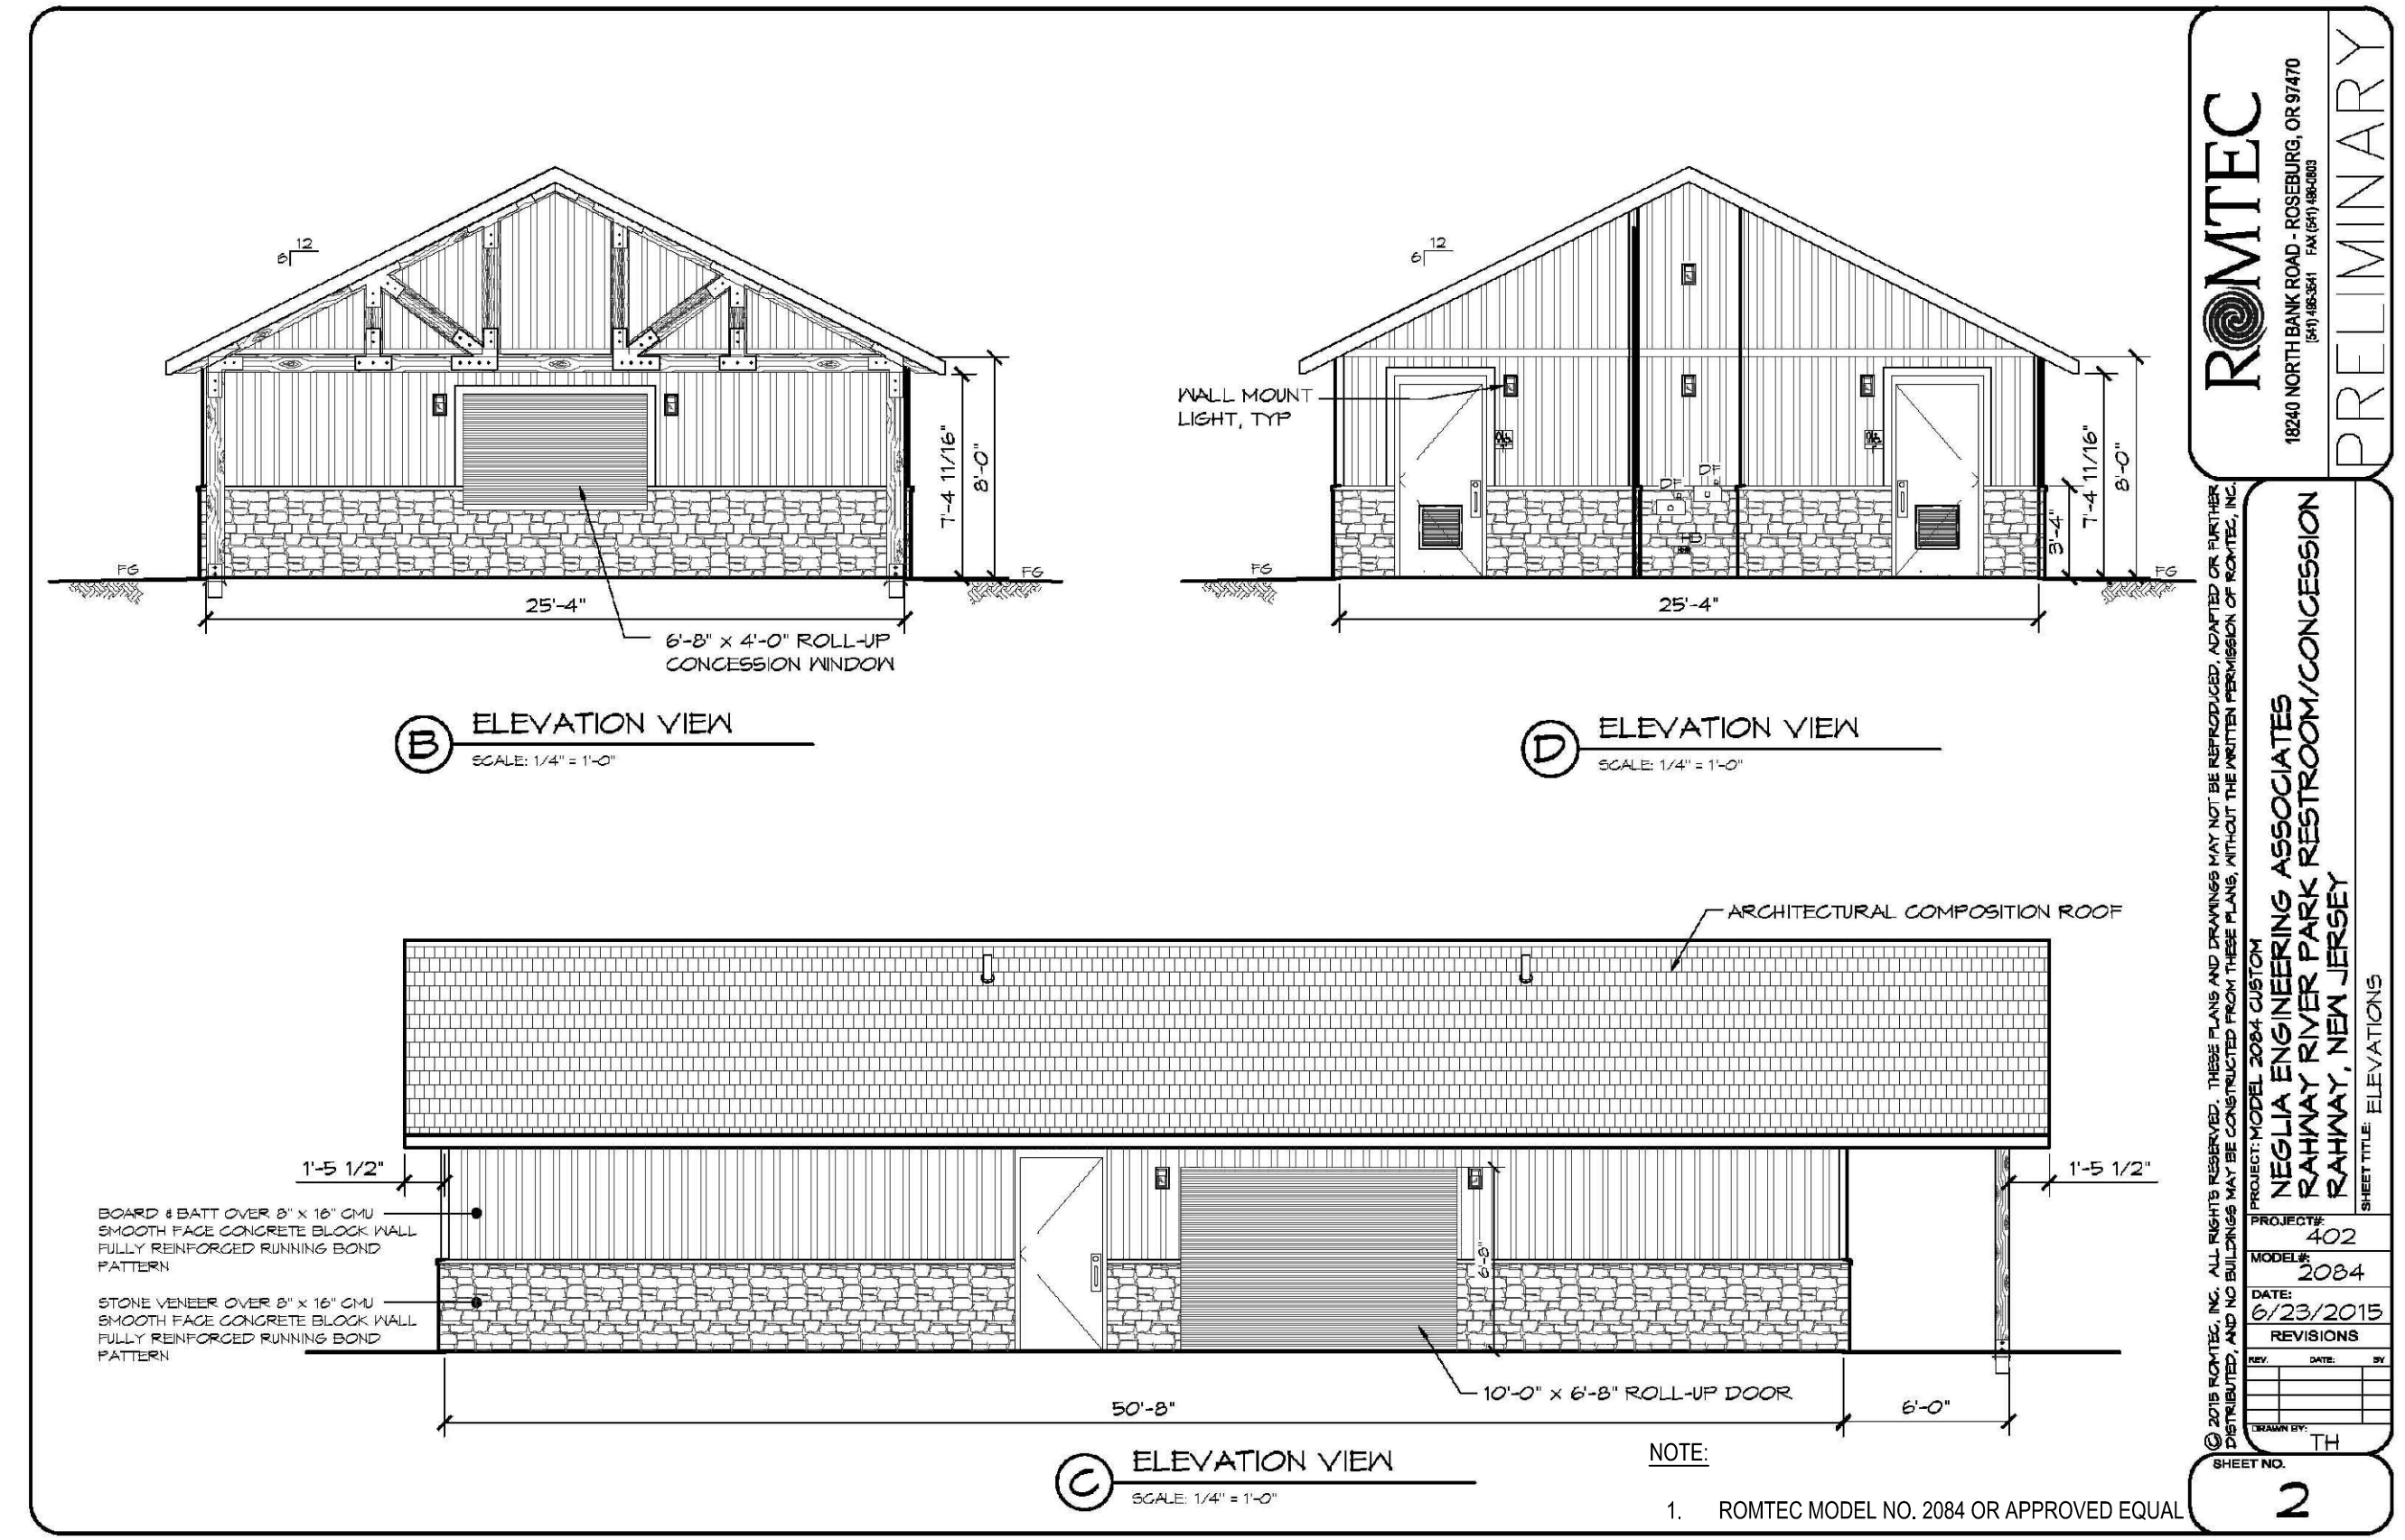 12
6
7'-4 11/16"
8'-0"
FG
FG
25'-4"
6'-8" x 4'-0" ROLL-UP
CONCESSION WINDOW
B
ELEVATION VIEW
SCALE: 1/4" = 1'-0"
12
6
WALL MOUNT
LIGHT, TYP
DF
DF
HB
3'-4"
7'-4 11/16"
8'-0"
FG
FG
25'-4"
D
ELEVATION VIEW
SCALE: 1/4" = 1'-0"
ARCHITECTURAL COMPOSITION ROOF
1'-5 1/2"
1'-5 1/2"
BOARD & BATT OVER 8" x 16" CMU
SMOOTH FACE CONCRETE BLOCK WALL
FULLY REINFORCED RUNNING BOND
PATTERN
STONE VENEER OVER 8" x 16" CMU
SMOOTH FACE CONCRETE BLOCK WALL
FULLY REINFORCED RUNNING BOND
PATTERN
6'-8"
10'-0" x 6'-8" ROLL-UP DOOR
50'-8"
6'-0"
C
ELEVATION VIEW
SCALE: 1/4" = 1'-0"
NOTE:
1. ROMTEC MODEL NO. 2084 OR APPROVED EQUAL
ROMTEC
18240 NORTH BANK ROAD - ROSEBURG, OR 97470
(541) 496-3541 FAX (541) 496-0803
PRELIMINARY
© 2015 ROMTEC, INC. ALL RIGHTS RESERVED. THESE PLANS AND DRAWINGS MAY NOT BE REPRODUCED, ADAPTED OR FURTHER
DISTRIBUTED, AND NO BUILDINGS MAY BE CONSTRUCTED FROM THESE PLANS, WITHOUT THE WRITTEN PERMISSION OF ROMTEC, INC.
PROJECT: MODEL 2084 CUSTOM
NEGLIA ENGINEERING ASSOCIATES
RAHWAY RIVER PARK RESTROOM/CONCESSION
RAHWAY, NEW JERSEY
SHEET TITLE: ELEVATIONS
PROJECT#:
402
MODEL#:
2084
DATE:
6/23/2015
REVISIONS
REV. DATE: BY
DRAWN BY:
TH
SHEET NO.
2